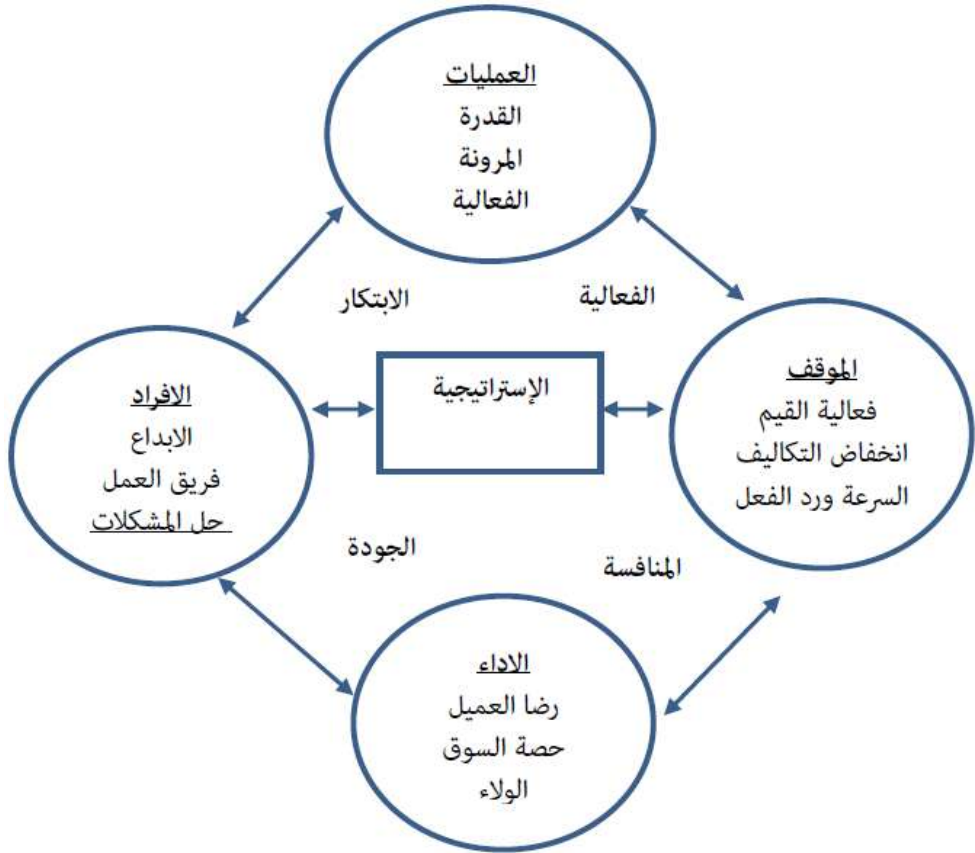 العمليات
القدرة
المرونة
الفعالية
الفعالية
الابتكار
الموقف
فعالية القيم
انخفاض التكاليف
السرعة ورد الفعل
الإستراتيجية
الافراد
الابداع
فريق العمل
حل المشكلات
المنافسة
الجودة
الاداء
رضا العميل
حصة السوق
الولاء